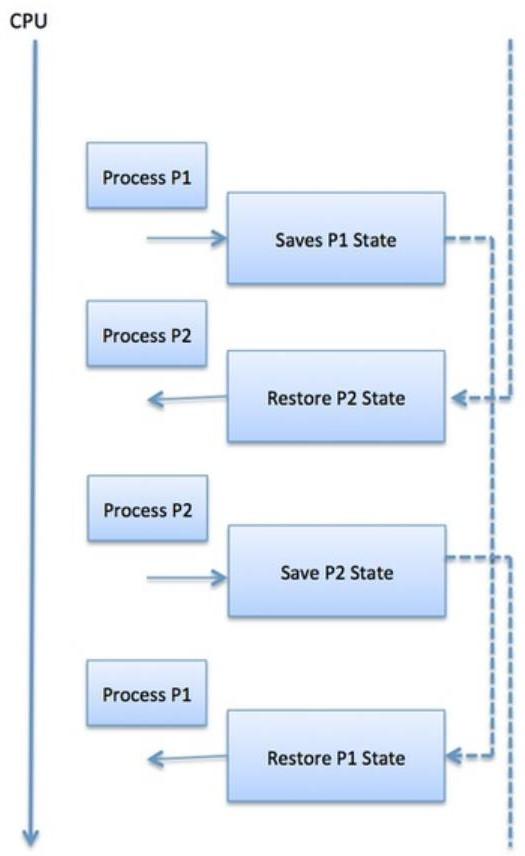 CPU
Process P1
Saves P1 State
Process P2
Restore P2 State
Process P2
Save P2 State
Process P1
Restore P1 State